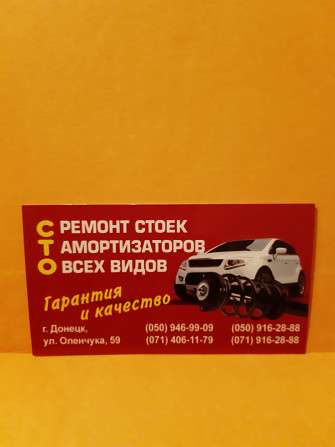 С РЕМОНТ СТОЕК
Т АМОРТИЗАТОРОВ
О ВСЕХ ВИДОВ
Гарантия
и качество
г. Донецк, (050) 946-99-09 (050) 916-28-88
ул. Оленчука, 59 (071) 406-11-79 (071) 916-28-88